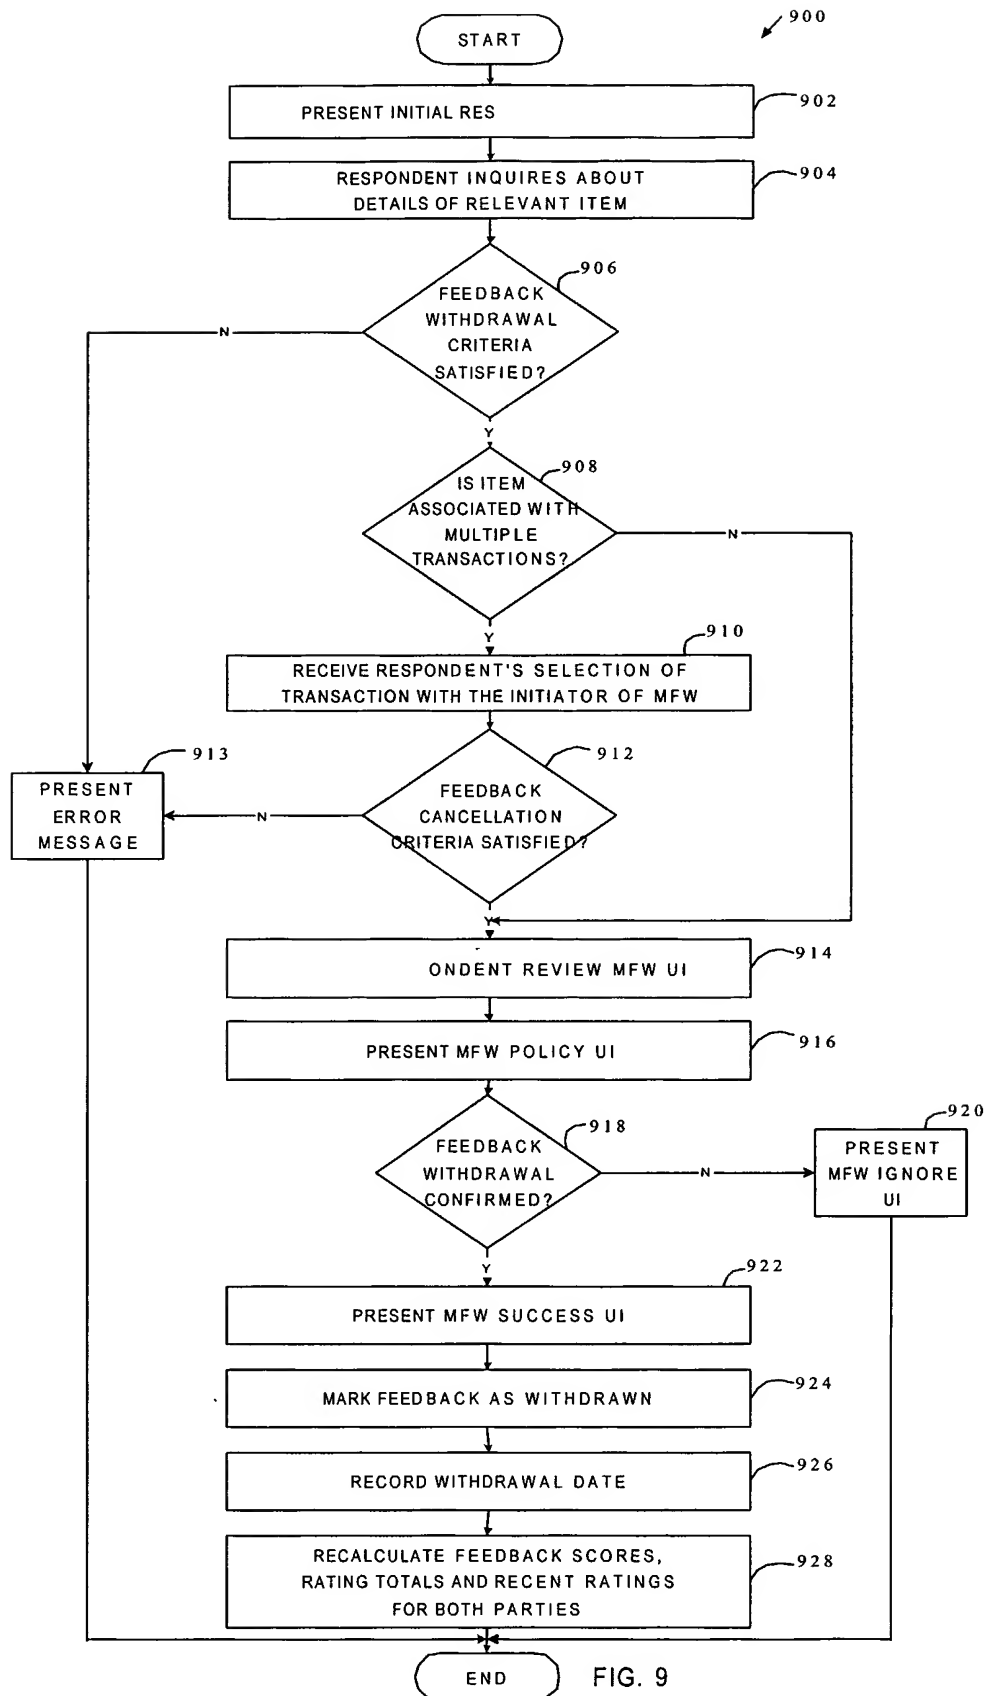 900
START
PRESENT INITIAL RES
902
RESPONDENT INQUIRES ABOUT
DETAILS OF RELEVANT ITEM
904
906
FEEDBACK
WITHDRAWAL
CRITERIA
SATISFIED?
N
Y
908
IS ITEM
ASSOCIATED WITH
MULTIPLE
TRANSACTIONS?
N
Y
910
RECEIVE RESPONDENT'S SELECTION OF
TRANSACTION WITH THE INITIATOR OF MFW
913
PRESENT
ERROR
MESSAGE
912
FEEDBACK
CANCELLATION
CRITERIA SATISFIED?
N
Y
ONDENT REVIEW MFW UI
914
PRESENT MFW POLICY UI
916
918
FEEDBACK
WITHDRAWAL
CONFIRMED?
N
920
PRESENT
MFW IGNORE
UI
Y
922
PRESENT MFW SUCCESS UI
MARK FEEDBACK AS WITHDRAWN
924
RECORD WITHDRAWAL DATE
926
RECALCULATE FEEDBACK SCORES,
RATING TOTALS AND RECENT RATINGS
FOR BOTH PARTIES
928
END
FIG. 9